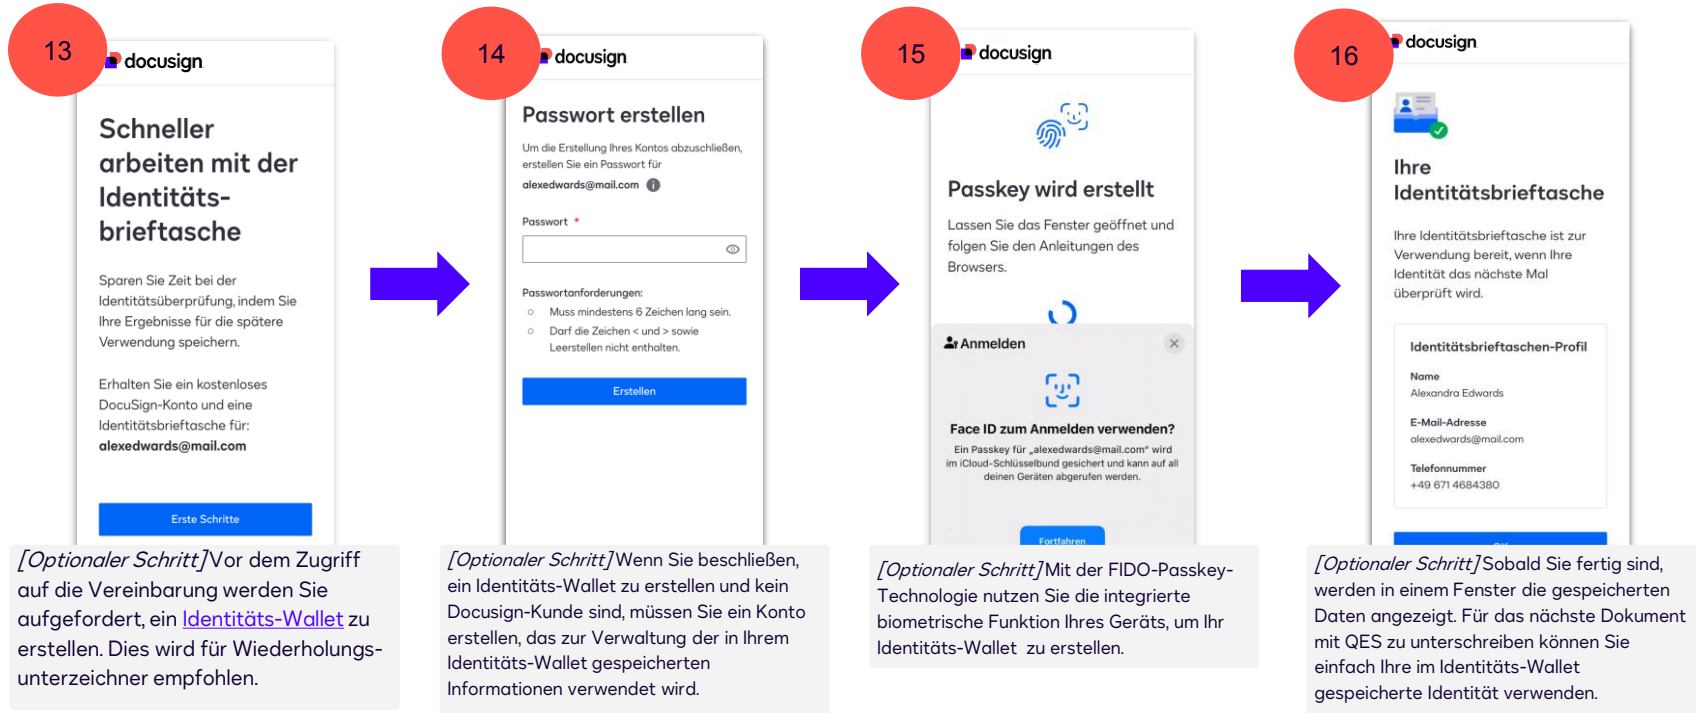 13
docusign
Schneller
arbeiten mit der
Identitäts-
brieftasche
Sparen Sie Zeit bei der
Identitätsüberprüfung, indem Sie
Ihre Ergebnisse für die spätere
Verwendung speichern.
Erhalten Sie ein kostenloses
DocuSign-Konto und eine
Identitätsbrieftasche für:
alexedwards@mail.com
Erste Schritte
[Optionaler Schritt] Vor dem Zugriff
auf die Vereinbarung werden Sie
aufgefordert, ein Identitäts-Wallet zu
erstellen. Dies wird für Wiederholungs-
unterzeichner empfohlen.
14
docusign
Passwort erstellen
Um die Erstellung Ihres Kontos abzuschließen,
erstellen Sie ein Passwort für
alexedwards@mail.com
Passwort *
Passwortanforderungen:
Muss mindestens 6 Zeichen lang sein.
Darf die Zeichen < und > sowie
Leerstellen nicht enthalten.
Erstellen
[Optionaler Schritt] Wenn Sie beschließen,
ein Identitäts-Wallet zu erstellen und kein
Docusign-Kunde sind, müssen Sie ein Konto
erstellen, das zur Verwaltung der in Ihrem
Identitäts-Wallet gespeicherten
Informationen verwendet wird.
15
docusign
Passkey wird erstellt
Lassen Sie das Fenster geöffnet und
folgen Sie den Anleitungen des
Browsers.
Anmelden
Face ID zum Anmelden verwenden?
Ein Passkey für „alexedwards@mail.com“ wird
im iCloud-Schlüsselbund gesichert und kann auf all
deinen Geräten abgerufen werden.
Fortfahren
[Optionaler Schritt] Mit der FIDO-Passkey-
Technologie nutzen Sie die integrierte
biometrische Funktion Ihres Geräts, um Ihr
Identitäts-Wallet zu erstellen.
16
docusign
Ihre
Identitätsbrieftasche
Ihre Identitätsbrieftasche ist zur
Verwendung bereit, wenn Ihre
Identität das nächste Mal
überprüft wird.
Identitätsbrieftaschen-Profil
Name
Alexandra Edwards
E-Mail-Adresse
alexedwards@mail.com
Telefonnummer
+49 671 4684380
[Optionaler Schritt] Sobald Sie fertig sind,
werden in einem Fenster die gespeicherten
Daten angezeigt. Für das nächste Dokument
mit QES zu unterschreiben können Sie
einfach Ihre im Identitäts-Wallet
gespeicherte Identität verwenden.